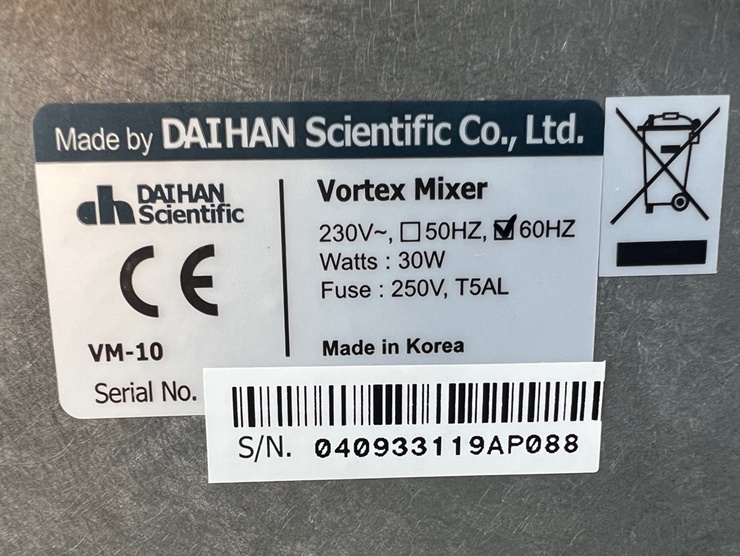 Made by DAIHAN Scientific Co., Ltd.
dh DAIHAN
Scientific
CE
VM-10
Serial No.
Vortex Mixer
230V~, ☐ 50HZ, ☑ 60HZ
Watts : 30W
Fuse : 250V, T5AL
Made in Korea
S/N. 040933119AP088